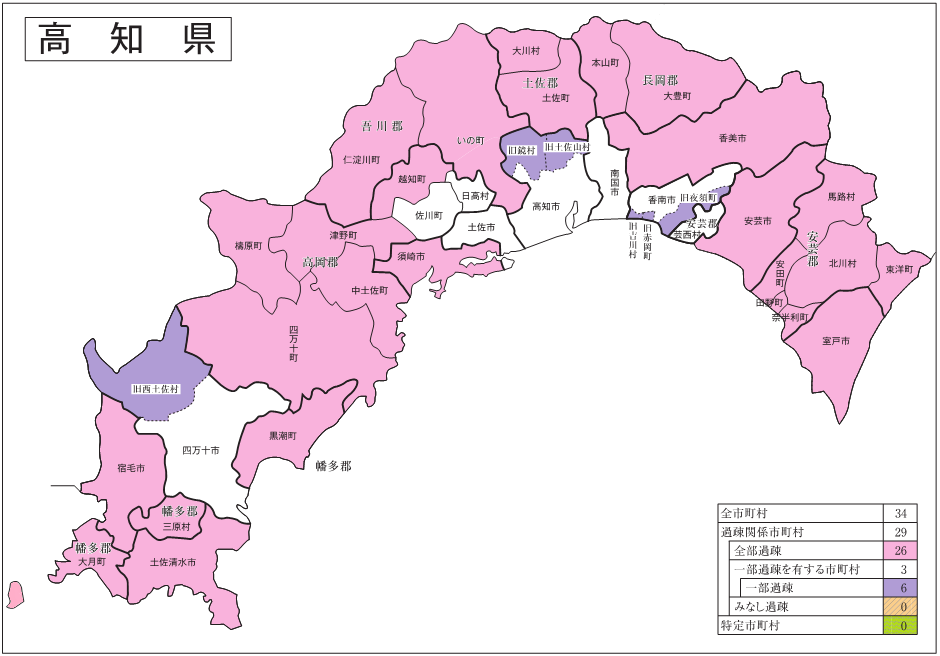 高知県
大川村
本山町
土佐郡
長岡郡
土佐町
大豊町
吾川郡
いの町
香美市
旧鏡村
旧土佐山村
仁淀川町
越知町
日高村
南国市
高知市
香南市
旧夜須町
馬路村
佐川町
土佐市
安芸市
安芸郡
芸西村
旧吉川村
旧赤岡町
津野町
梼原町
高岡郡
須崎市
安芸郡
北川村
東洋町
安田町
中土佐町
田野町
奈半利町
四万十町
室戸市
旧西土佐村
黒潮町
四万十市
幡多郡
宿毛市
幡多郡
三原村
幡多郡
大月町
土佐清水市
全市町村 34
過疎関係市町村 29
全部過疎 26
一部過疎を有する市町村 3
一部過疎 6
みなし過疎 0
特定市町村 0